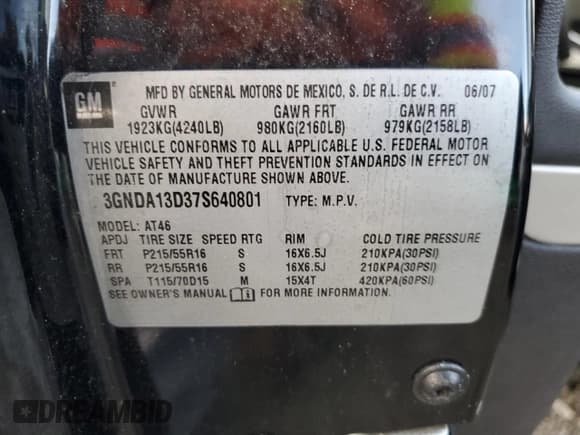 GM
MFD BY GENERAL MOTORS DE MEXICO, S. DE R.L. DE C.V. 06/07
GVWR GAWR FRT GAWR RR
1923KG(4240LB) 980KG(2160LB) 979KG(2158LB)
THIS VEHICLE CONFORMS TO ALL APPLICABLE U.S. FEDERAL MOTOR
VEHICLE SAFETY AND THEFT PREVENTION STANDARDS IN EFFECT ON
THE DATE OF MANUFACTURE SHOWN ABOVE.
3GNDA13D37S640801 TYPE: M.P.V.
MODEL: AT46
APDJ TIRE SIZE SPEED RTG RIM COLD TIRE PRESSURE
FRT P215/55R16 S 16X6.5J 210KPA(30PSI)
RR P215/55R16 S 16X6.5J 210KPA(30PSI)
SPA T115/70D15 M 15X4T 420KPA(60PSI)
SEE OWNER'S MANUAL FOR MORE INFORMATION
DREAMBID